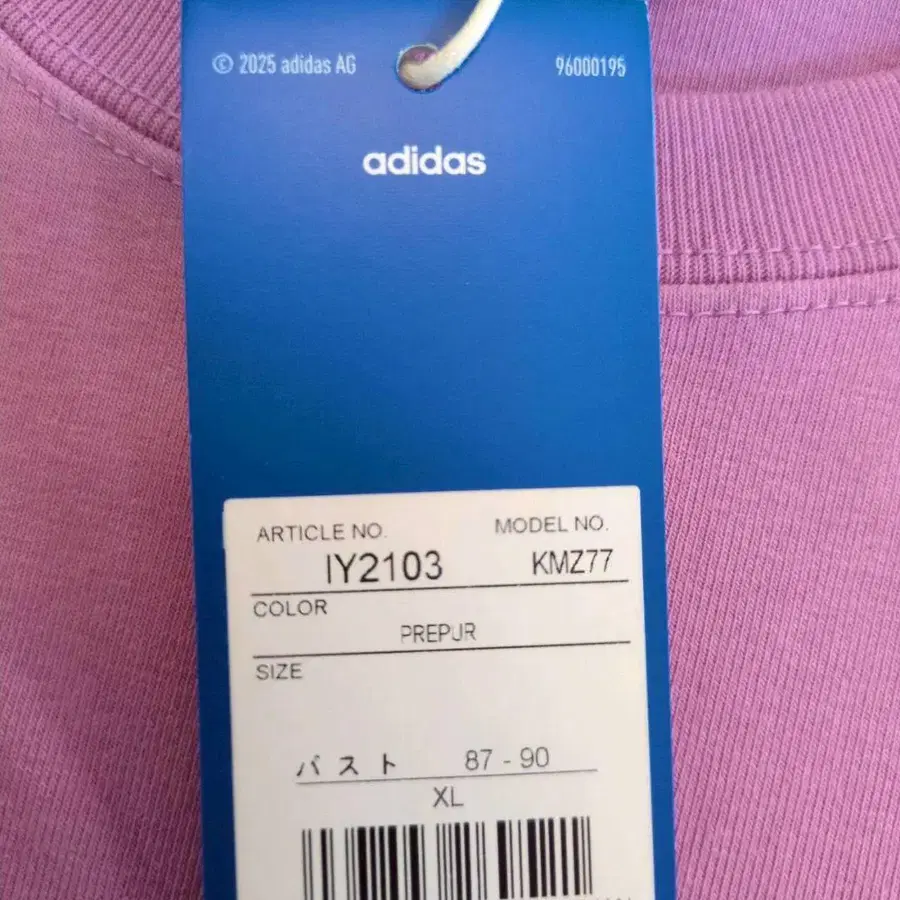 © 2025 adidas AG 96000195
adidas
ARTICLE NO. MODEL NO.
IY2103 KMZ77
COLOR
PREPUR
SIZE
バスト 87 - 90
XL